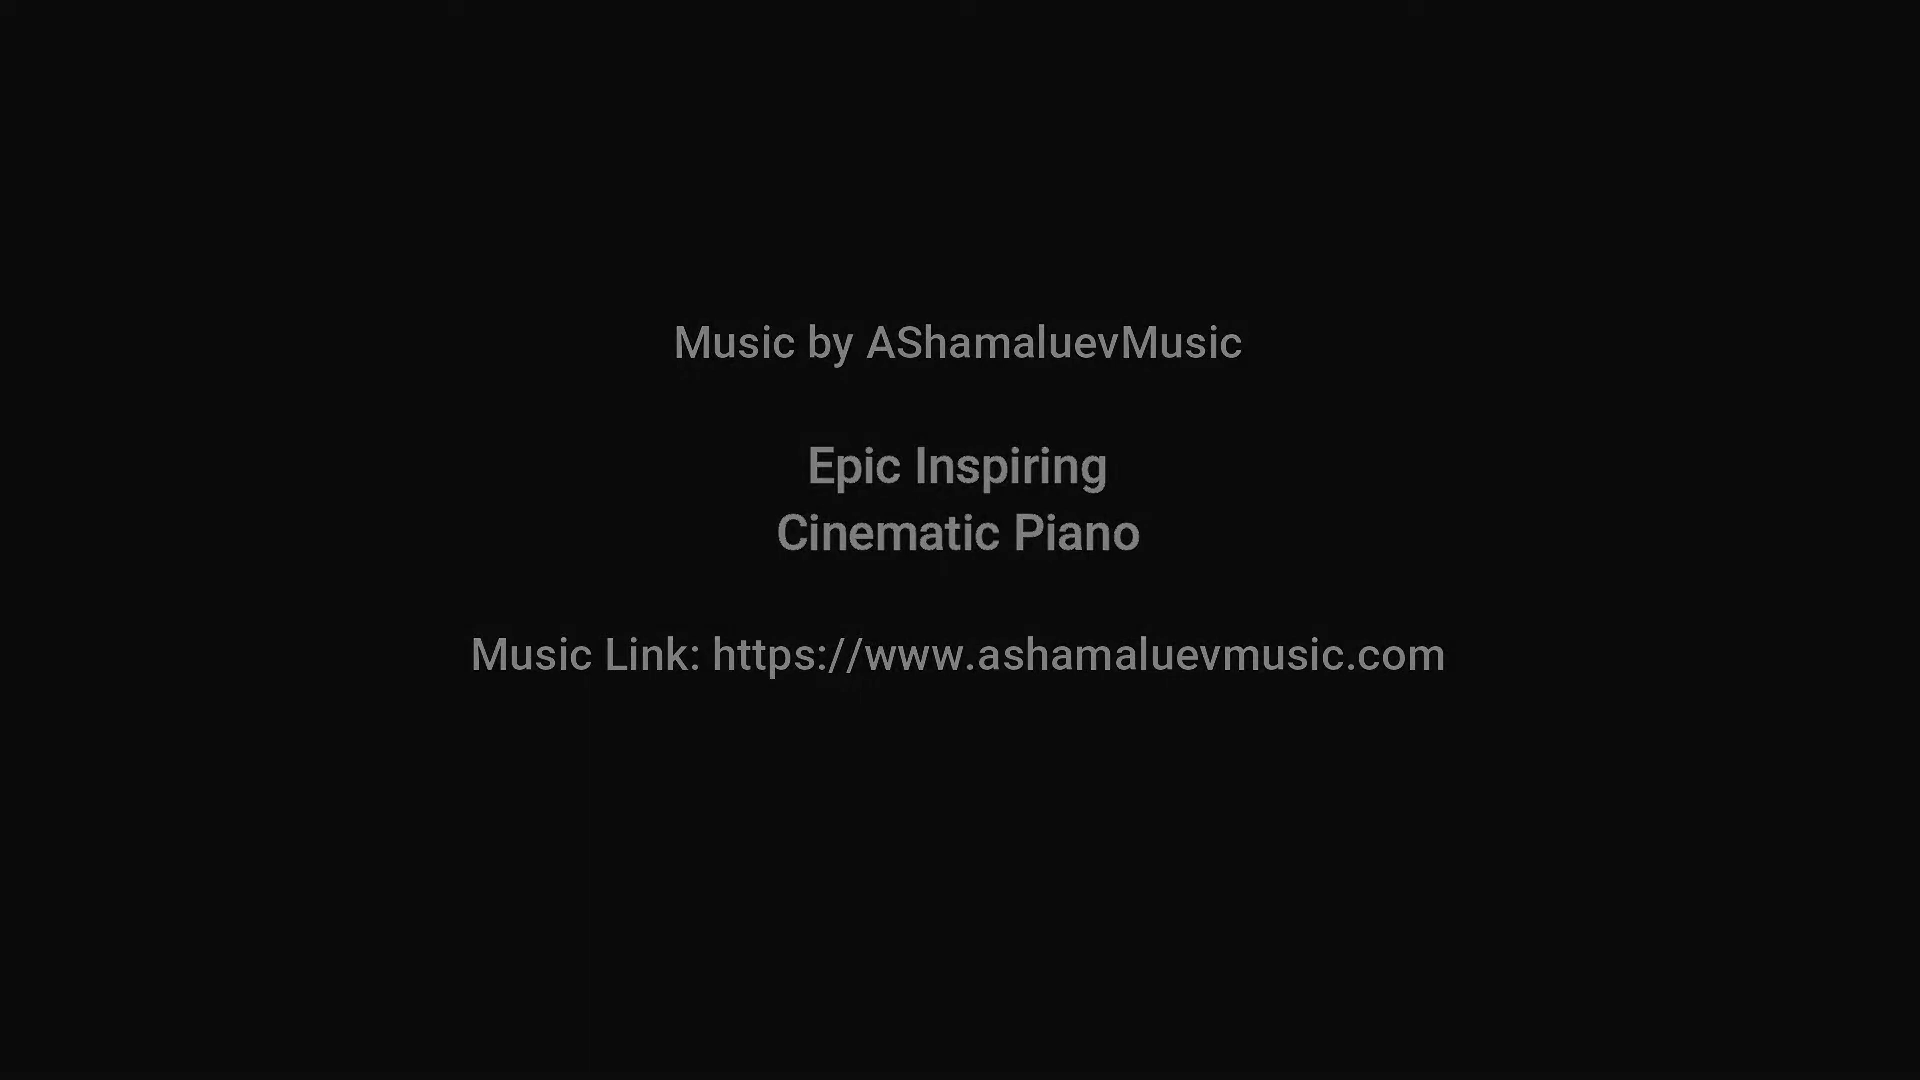 Music by AShamaluevMusic
Epic Inspiring
Cinematic Piano
Music Link: https://www.ashamaluevmusic.com